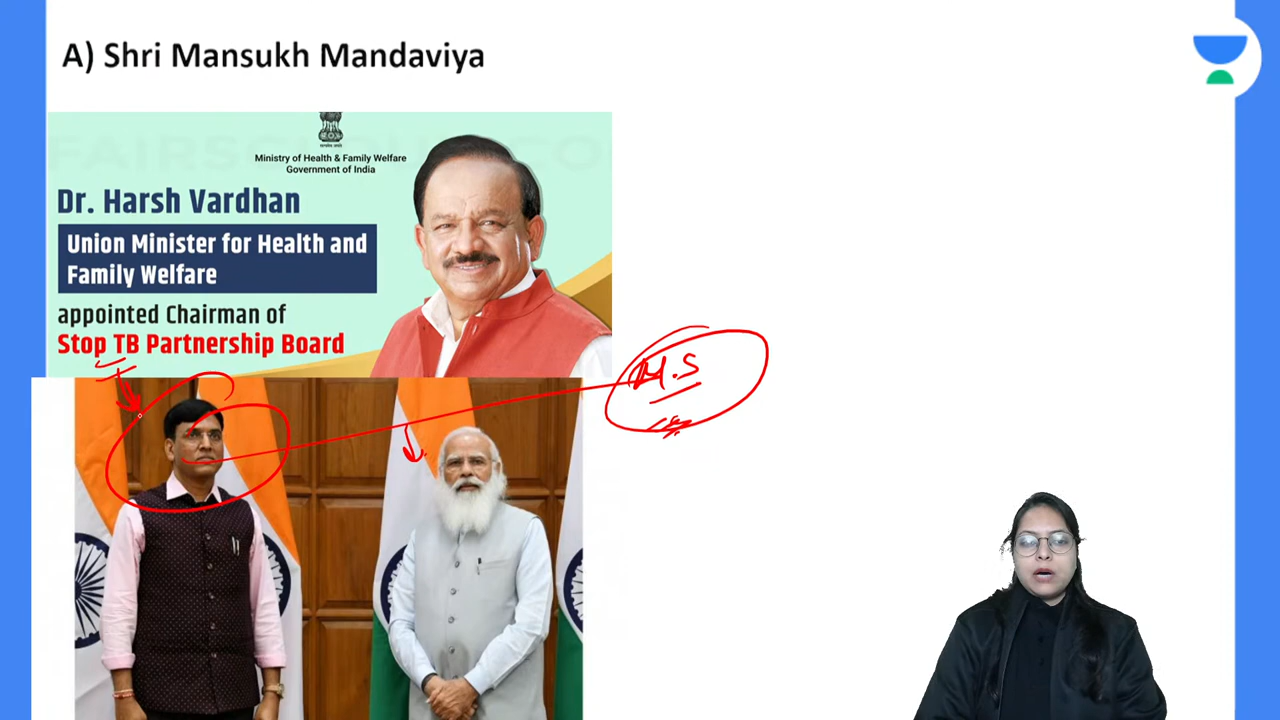 A) Shri Mansukh Mandaviya
Ministry of Health & Family Welfare
Government of India
Dr. Harsh Vardhan
Union Minister for Health and
Family Welfare
appointed Chairman of
Stop TB Partnership Board
M.S